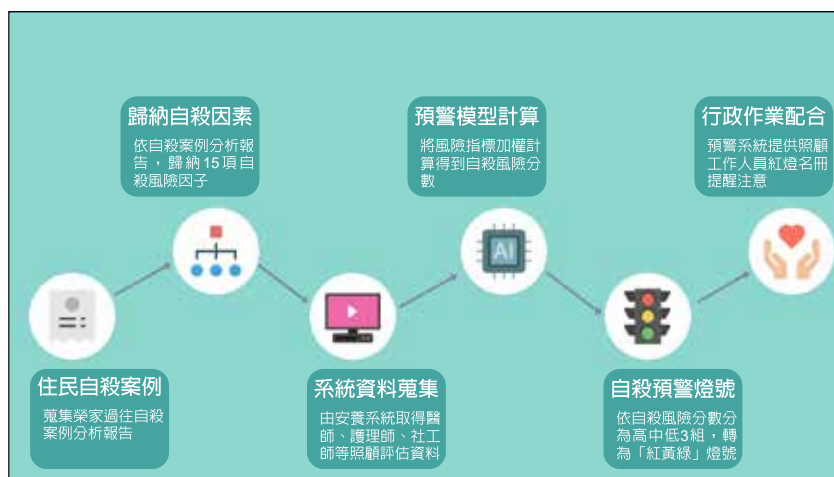 歸納自殺因素
依自殺案例分析報
告，歸納15項自
殺風險因子
預警模型計算
將風險指標加權計
算得到自殺風險分
數
行政作業配合
預警系統提供照顧
工作人員紅燈名冊
提醒注意
AI
住民自殺案例
蒐集榮家過往自殺
案例分析報告
系統資料蒐集
由安養系統取得醫
師、護理師、社工
師等照顧評估資料
自殺預警燈號
依自殺風險分數分
為高中低3組，轉
為「紅黃綠」燈號